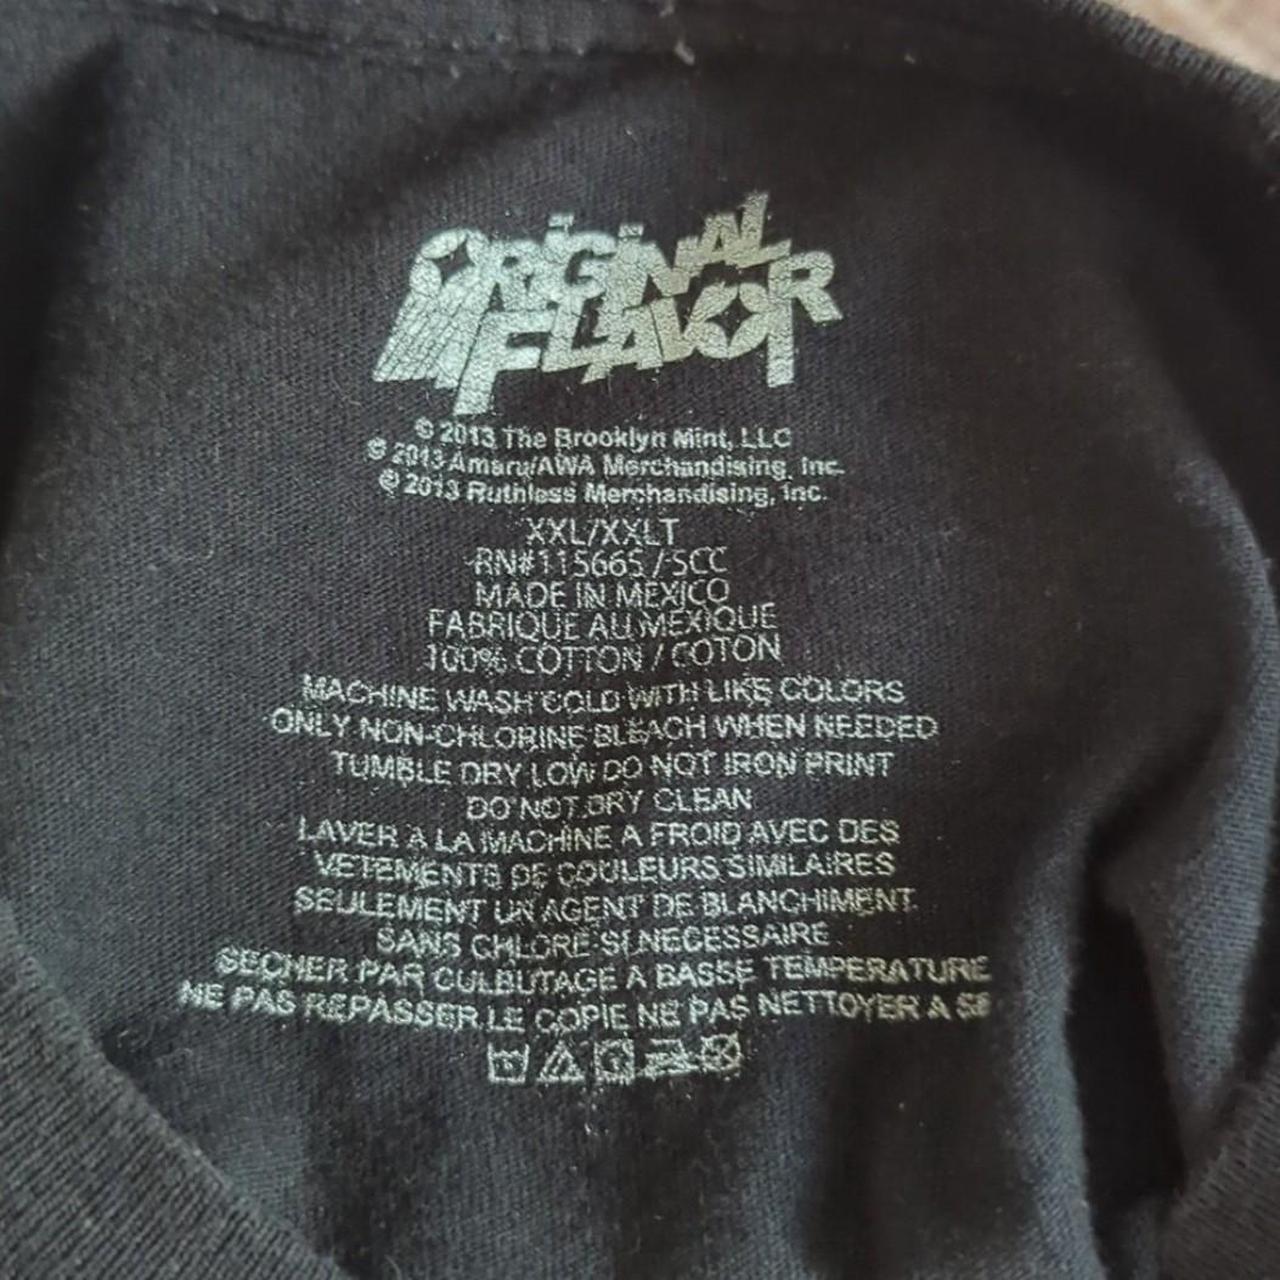 ORIGINAL
FLAVOR
© 2013 The Brooklyn Mint, LLC
© 2013 Amaru/AWA Merchandising, Inc.
© 2013 Ruthless Merchandising, Inc.
XXL/XXLT
RN#115665 / SCC
MADE IN MEXICO
FABRIQUE AU MEXIQUE
100% COTTON / COTON
MACHINE WASH COLD WITH LIKE COLORS
ONLY NON-CHLORINE BLEACH WHEN NEEDED
TUMBLE DRY LOW DO NOT IRON PRINT
DO NOT DRY CLEAN
LAVER A LA MACHINE A FROID AVEC DES
VETEMENTS DE COULEURS SIMILAIRES
SEULEMENT UN AGENT DE BLANCHIMENT
SANS CHLORE SI NECESSAIRE
SECHER PAR CULBUTAGE A BASSE TEMPERATURE
NE PAS REPASSER LE COPIE NE PAS NETTOYER A SE